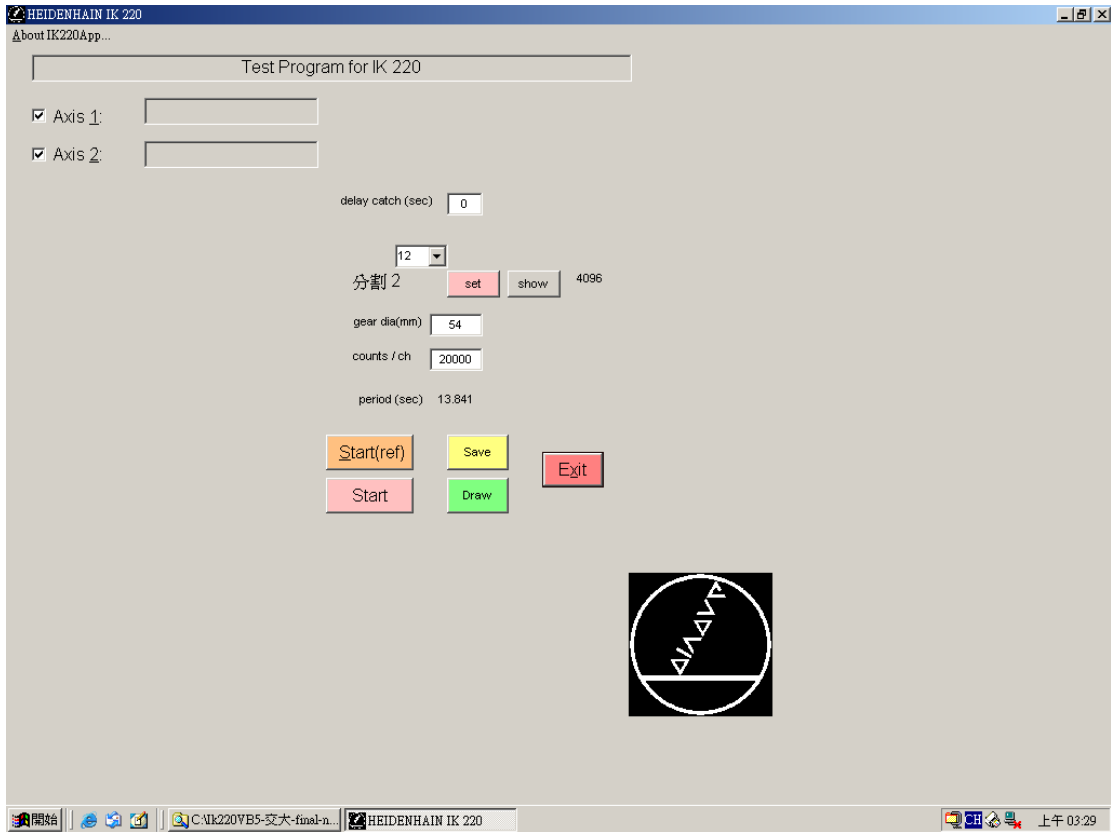 HEIDENHAIN IK 220
About IK220App...
Test Program for IK 220
Axis 1:
Axis 2:
delay catch (sec) 0
12
分割 2 set show 4096
gear dia(mm) 54
counts / ch 20000
period (sec) 13.841
Start(ref) Save
Exit
Start Draw
開始 C:\Ik220VB5-交大-final-n... HEIDENHAIN IK 220 CH 上午 03:29